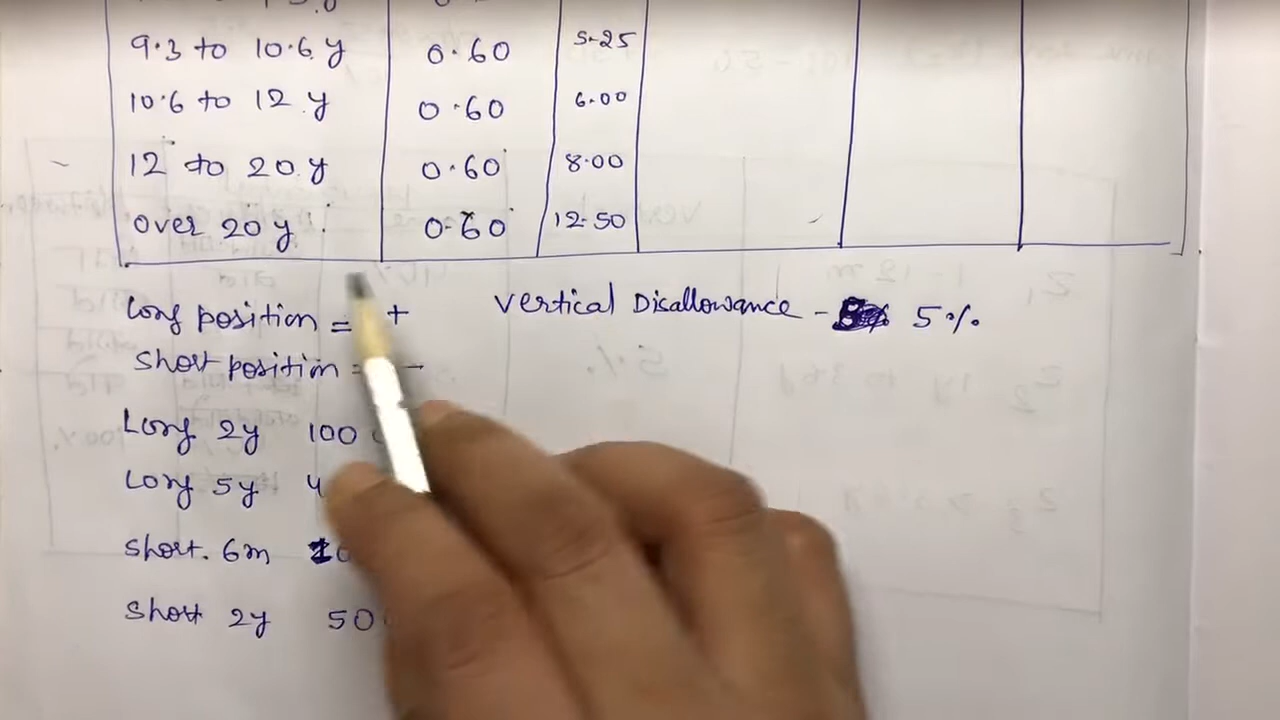 9.3 to 10.6 y 0.60 5.25
10.6 to 12 y 0.60 6.00
12 to 20 y 0.60 8.00
over 20 y 0.60 12.50
Long position = + Vertical Disallowance - 5%
Short position = -
Long 2y 100
Long 5y 4
Short. 6m
Short 2y 50